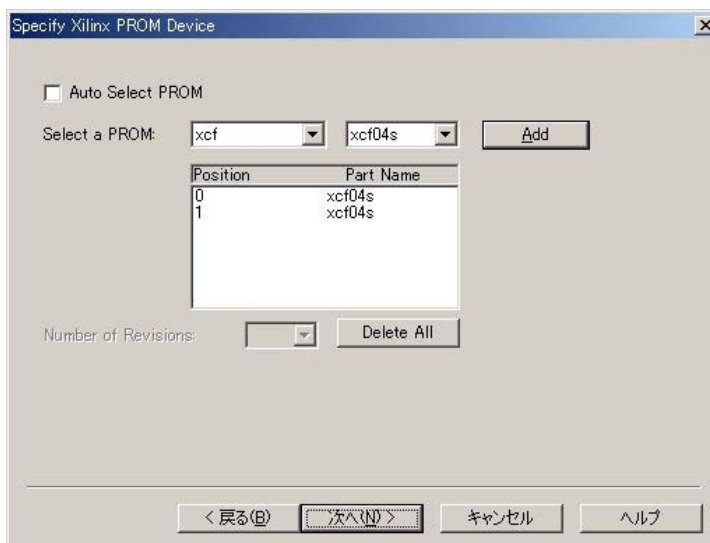 Specify Xilinx PROM Device
Auto Select PROM
Select a PROM: xcf xcf04s Add
Position Part Name
0 xcf04s
1 xcf04s
Number of Revisions: Delete All
< 戻る(B) 次へ(N) > キャンセル ヘルプ